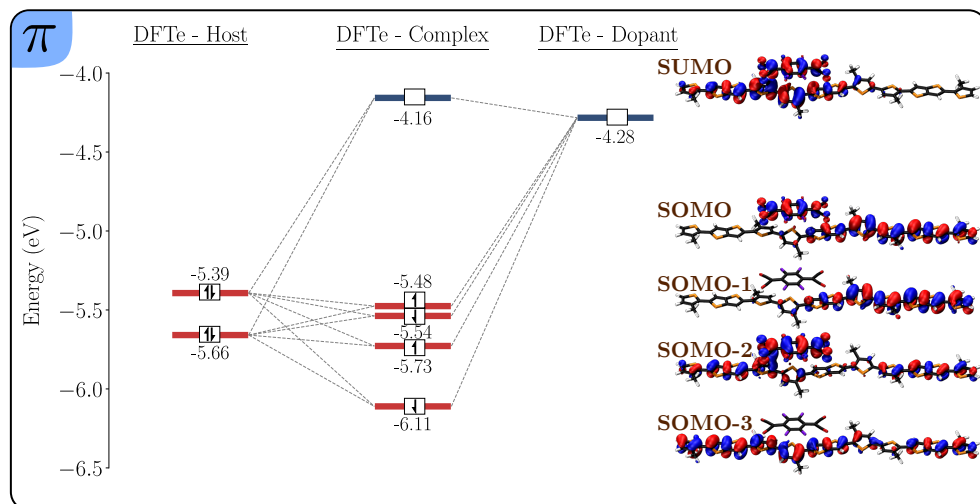 π
DFTe - Host
DFTe - Complex
DFTe - Dopant
Energy (eV)
−4.0
−4.5
−5.0
−5.5
−6.0
−6.5
-5.39
-5.66
-4.16
-5.48
-5.54
-5.73
-6.11
-4.28
SUMO
SOMO
SOMO-1
SOMO-2
SOMO-3